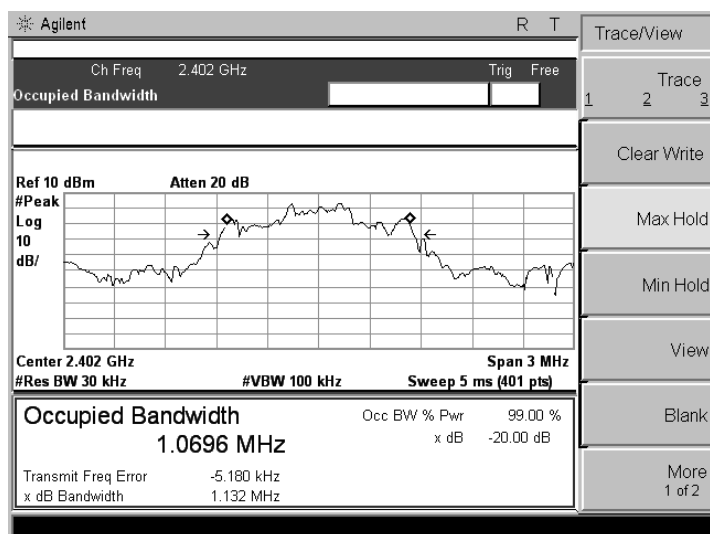 Agilent R T
Ch Freq 2.402 GHz Trig Free
Occupied Bandwidth
Ref 10 dBm Atten 20 dB
#Peak
Log
10
dB/
Center 2.402 GHz Span 3 MHz
#Res BW 30 kHz #VBW 100 kHz Sweep 5 ms (401 pts)
Occupied Bandwidth
1.0696 MHz
Occ BW % Pwr 99.00 %
x dB -20.00 dB
Transmit Freq Error -5.180 kHz
x dB Bandwidth 1.132 MHz
Trace/View
Trace
1 2 3
Clear Write
Max Hold
Min Hold
View
Blank
More
1 of 2